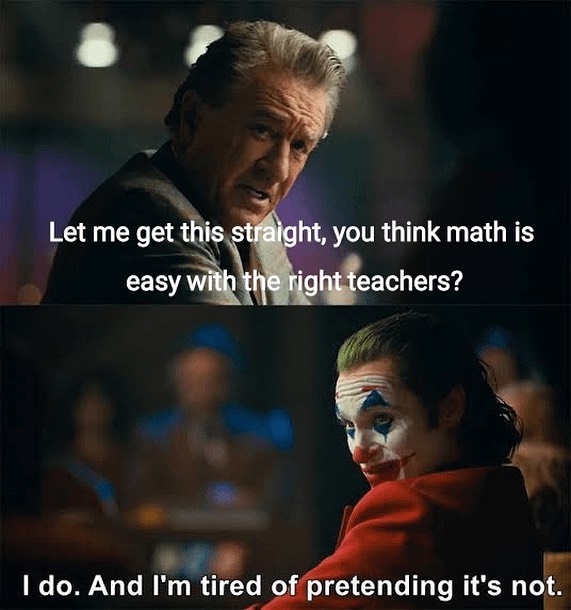 Let me get this straight, you think math is
easy with the right teachers?
I do. And I'm tired of pretending it's not.